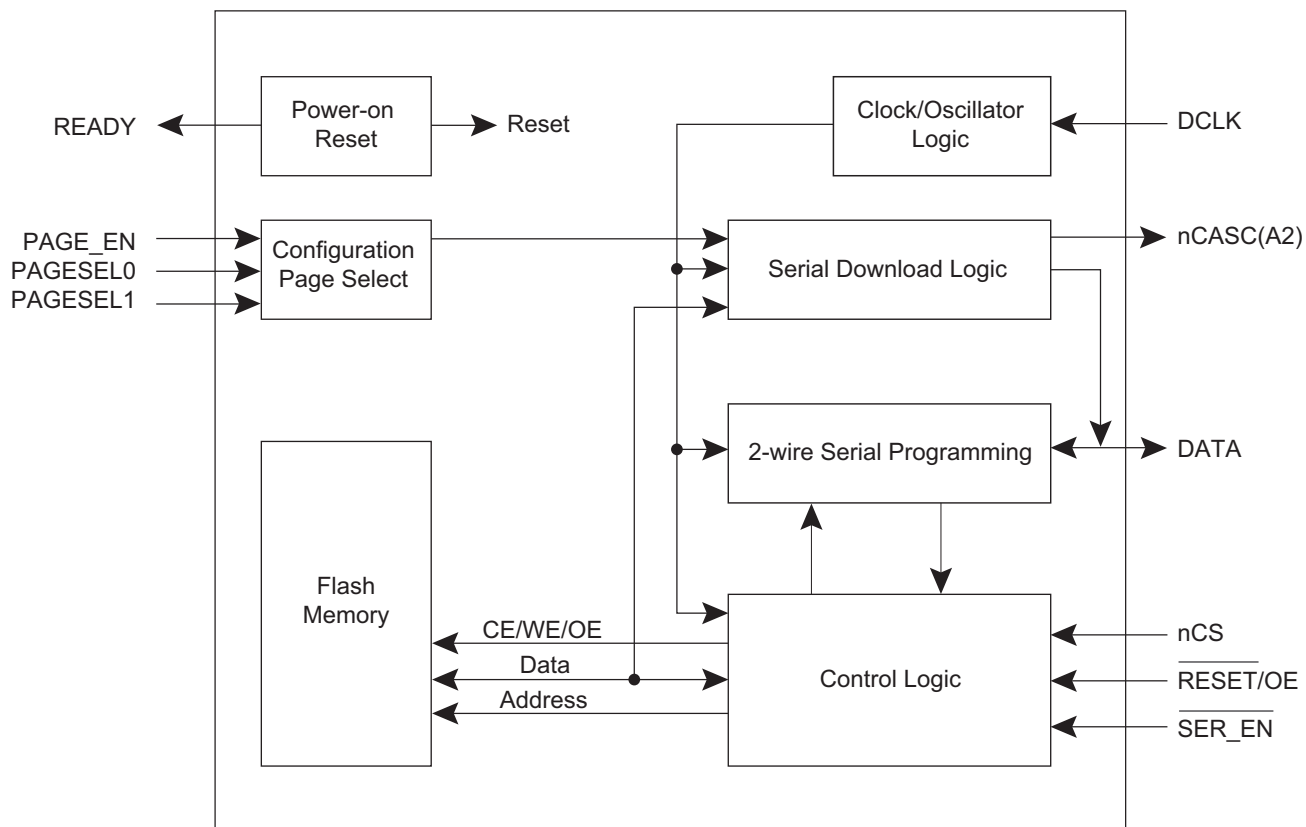 READY
Power-on
Reset
Reset
Clock/Oscillator
Logic
DCLK
PAGE_EN
PAGESEL0
PAGESEL1
Configuration
Page Select
Serial Download Logic
nCASC(A2)
2-wire Serial Programming
DATA
Flash
Memory
CE/WE/OE
Data
Address
Control Logic
nCS
RESET/OE
SER_EN